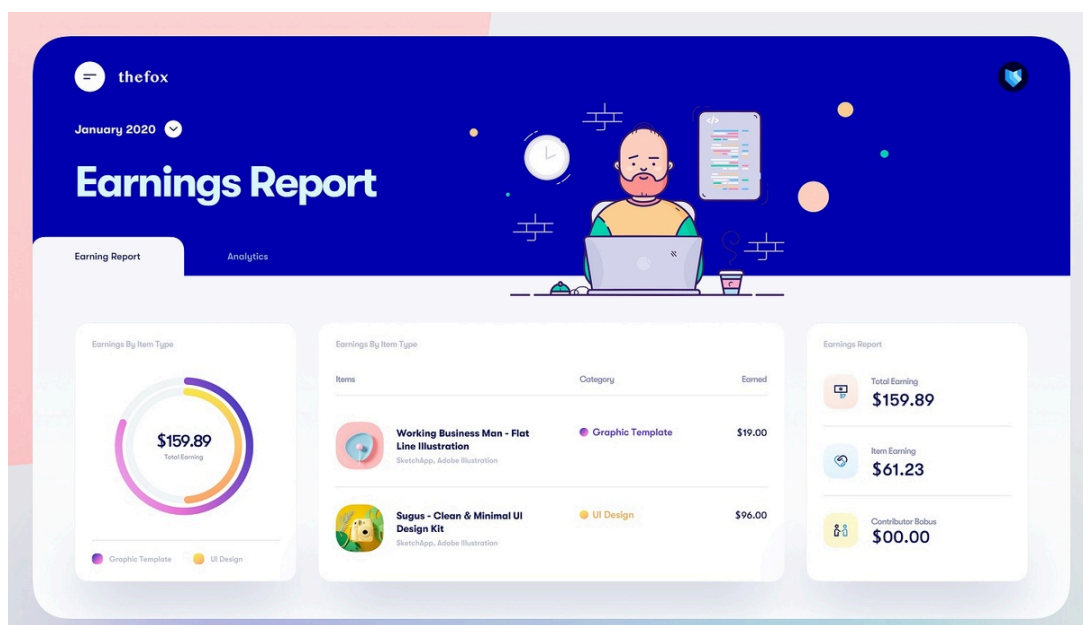 thefox
January 2020
Earnings Report
Earning Report
Analytics
</>
Earnings By Item Type
$159.89
Total Earning
Graphic Template
UI Design
Earnings By Item Type
Items Category Earned
Working Business Man - Flat
Line Illustration
SketchApp, Adobe Illustration
Graphic Template
$19.00
Sugus - Clean & Minimal UI
Design Kit
SketchApp, Adobe Illustration
UI Design
$96.00
Earnings Report
Total Earning
$159.89
Item Earning
$61.23
Contributor Bobus
$00.00